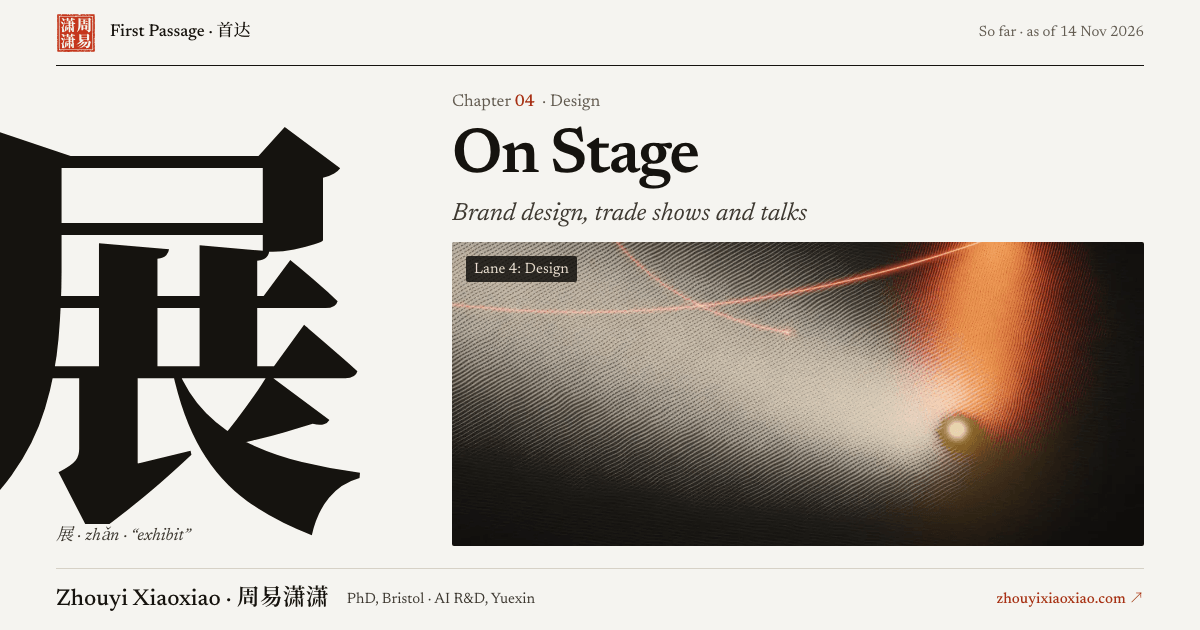 周易潇潇
First Passage · 首达
So far · as of 14 Nov 2026
Chapter 04 · Design
On Stage
Brand design, trade shows and talks
Lane 4: Design
展
展 · zhǎn · “exhibit”
Zhouyi Xiaoxiao · 周易潇潇
PhD, Bristol · AI R&D, Yuexin
zhouyixiaoxiao.com ↗